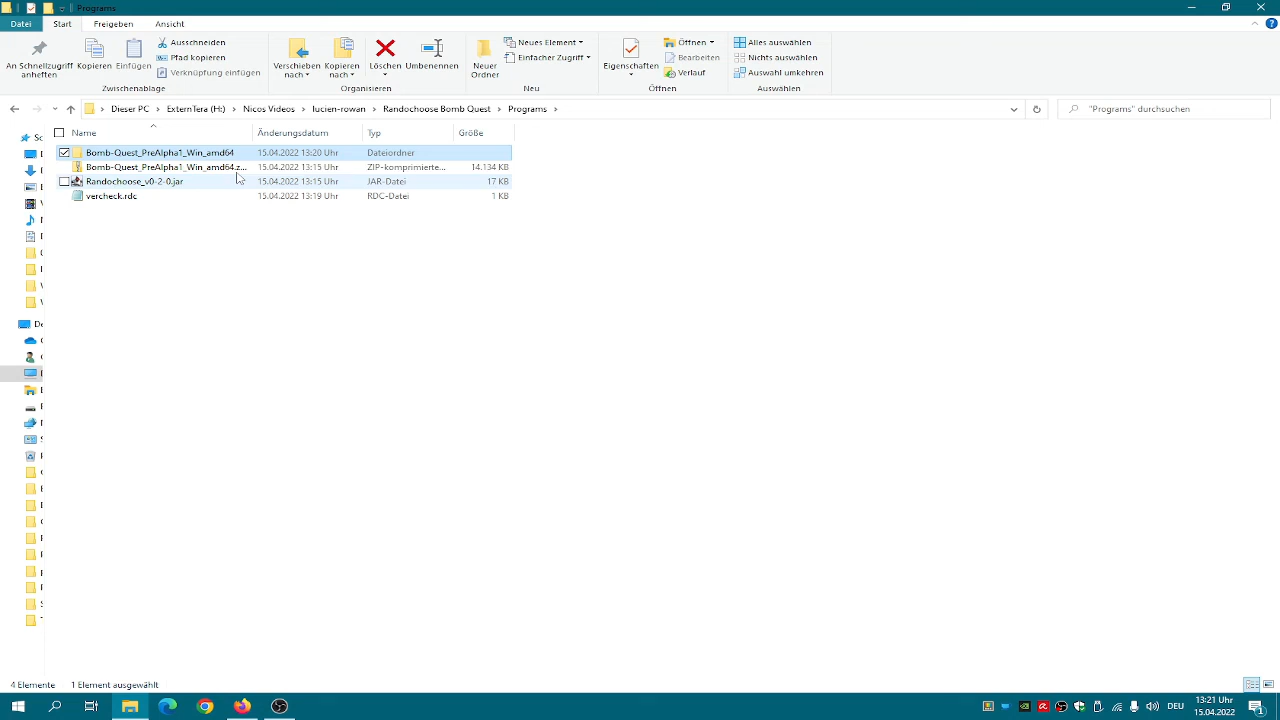 Programs
Datei Start Freigeben Ansicht
An Schnellzugriff anheften
Kopieren
Einfügen
Ausschneiden
Pfad kopieren
Verknüpfung einfügen
Zwischenablage
Verschieben nach
Kopieren nach
Löschen
Umbenennen
Organisieren
Neuer Ordner
Neues Element
Einfacher Zugriff
Neu
Eigenschaften
Öffnen
Bearbeiten
Verlauf
Öffnen
Alles auswählen
Nichts auswählen
Auswahl umkehren
Auswählen
Dieser PC > ExternTera (H:) > Nicos Videos > lucien-rowan > Randochoose Bomb Quest > Programs >
"Programs" durchsuchen
Name Änderungsdatum Typ Größe
Bomb-Quest_PreAlpha1_Win_amd64 15.04.2022 13:20 Uhr Dateiordner
Bomb-Quest_PreAlpha1_Win_amd64.z... 15.04.2022 13:15 Uhr ZIP-komprimierte... 14.134 KB
Randochoose_v0-2-0.jar 15.04.2022 13:15 Uhr JAR-Datei 17 KB
vercheck.rdc 15.04.2022 13:19 Uhr RDC-Datei 1 KB
4 Elemente 1 Element ausgewählt
DEU
13:21 Uhr
15.04.2022